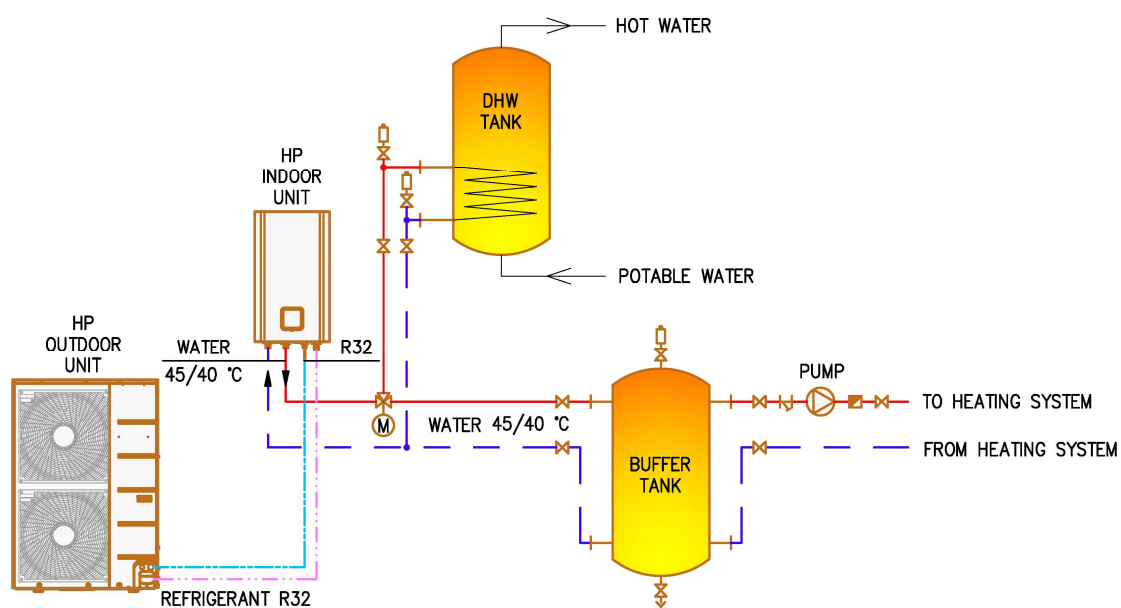 HOT WATER
DHW
TANK
HP
INDOOR
UNIT
POTABLE WATER
HP
OUTDOOR
UNIT
WATER
R32
45/40 °C
PUMP
TO HEATING SYSTEM
M
WATER 45/40 °C
FROM HEATING SYSTEM
BUFFER
TANK
REFRIGERANT R32